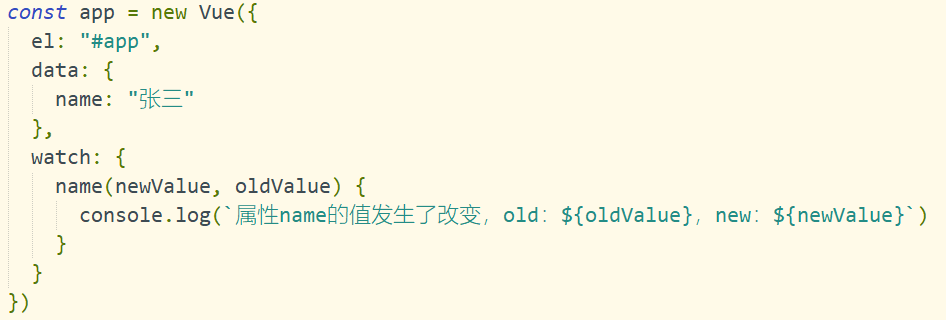 const app = new Vue({
  el: "#app",
  data: {
    name: "张三"
  },
  watch: {
    name(newValue, oldValue) {
      console.log(`属性name的值发生了改变，old：${oldValue}，new：${newValue}`)
    }
  }
})